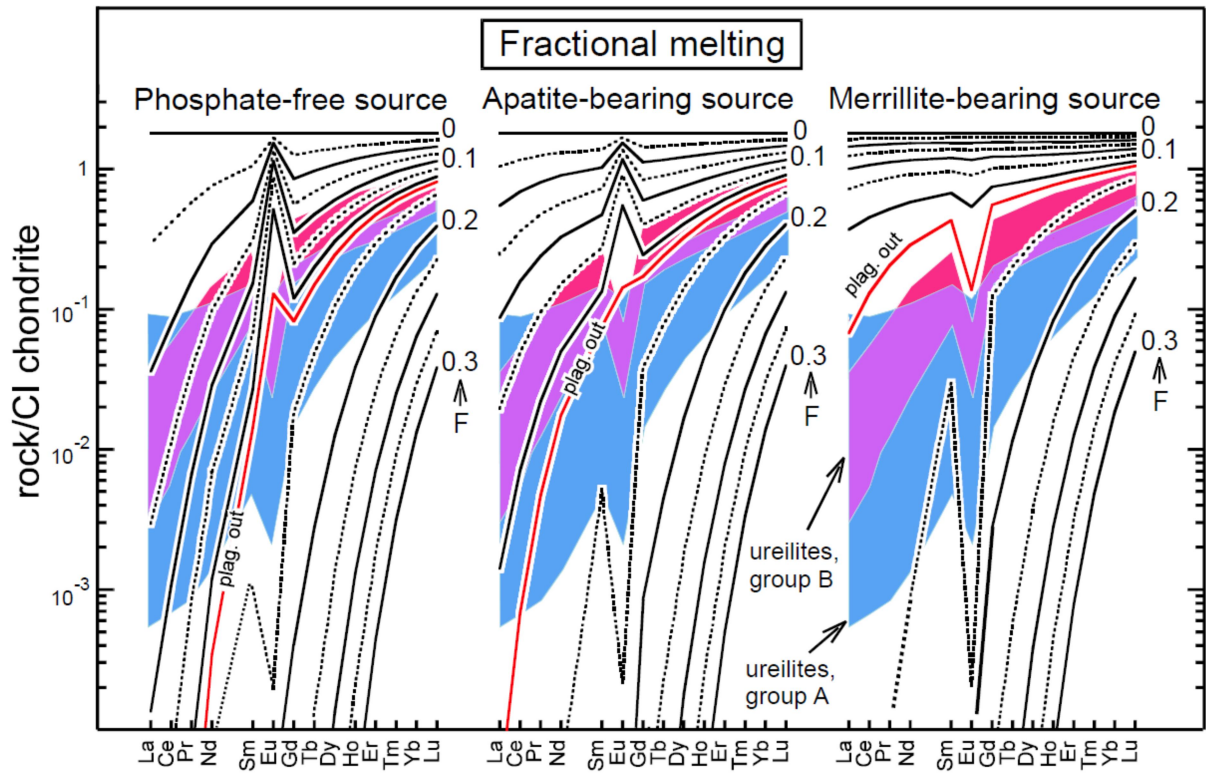 Fractional melting
Phosphate-free source
Apatite-bearing source
Merrillite-bearing source
rock/CI chondrite
1
10⁻¹
10⁻²
10⁻³
0
0.1
0.2
0.3
F
plag. out
0
0.1
0.2
0.3
F
plag. out
0
0.1
0.2
0.3
F
plag. out
ureilites,
group B
ureilites,
group A
La Ce Pr Nd Sm Eu Gd Tb Dy Ho Er Tm Yb Lu
La Ce Pr Nd Sm Eu Gd Tb Dy Ho Er Tm Yb Lu
La Ce Pr Nd Sm Eu Gd Tb Dy Ho Er Tm Yb Lu